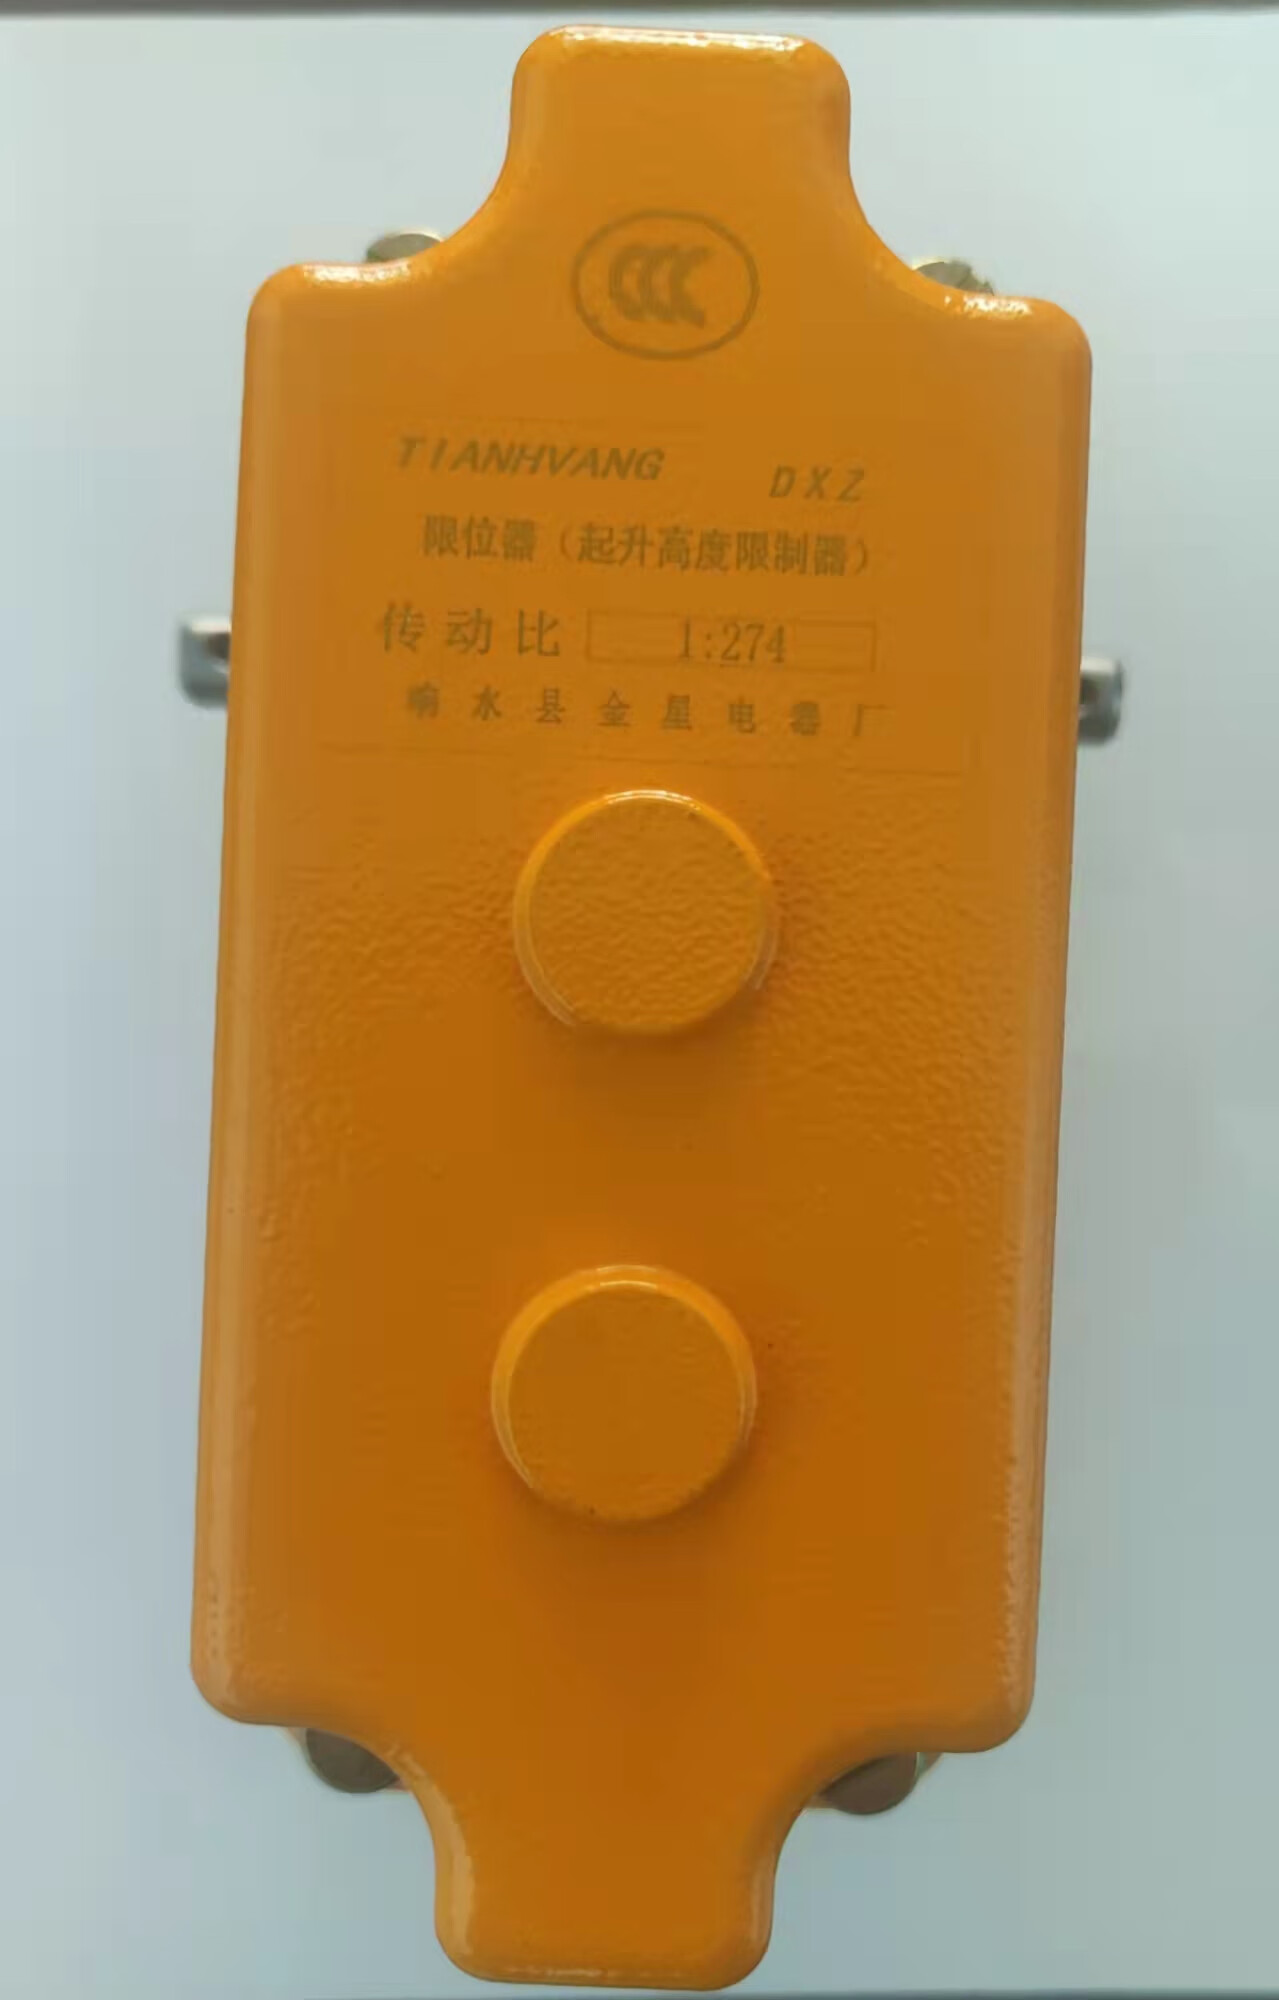 CCC
TIANHVANG DXZ
限位器（起升高度限制器）
传动比 1:274
响水县金星电器厂